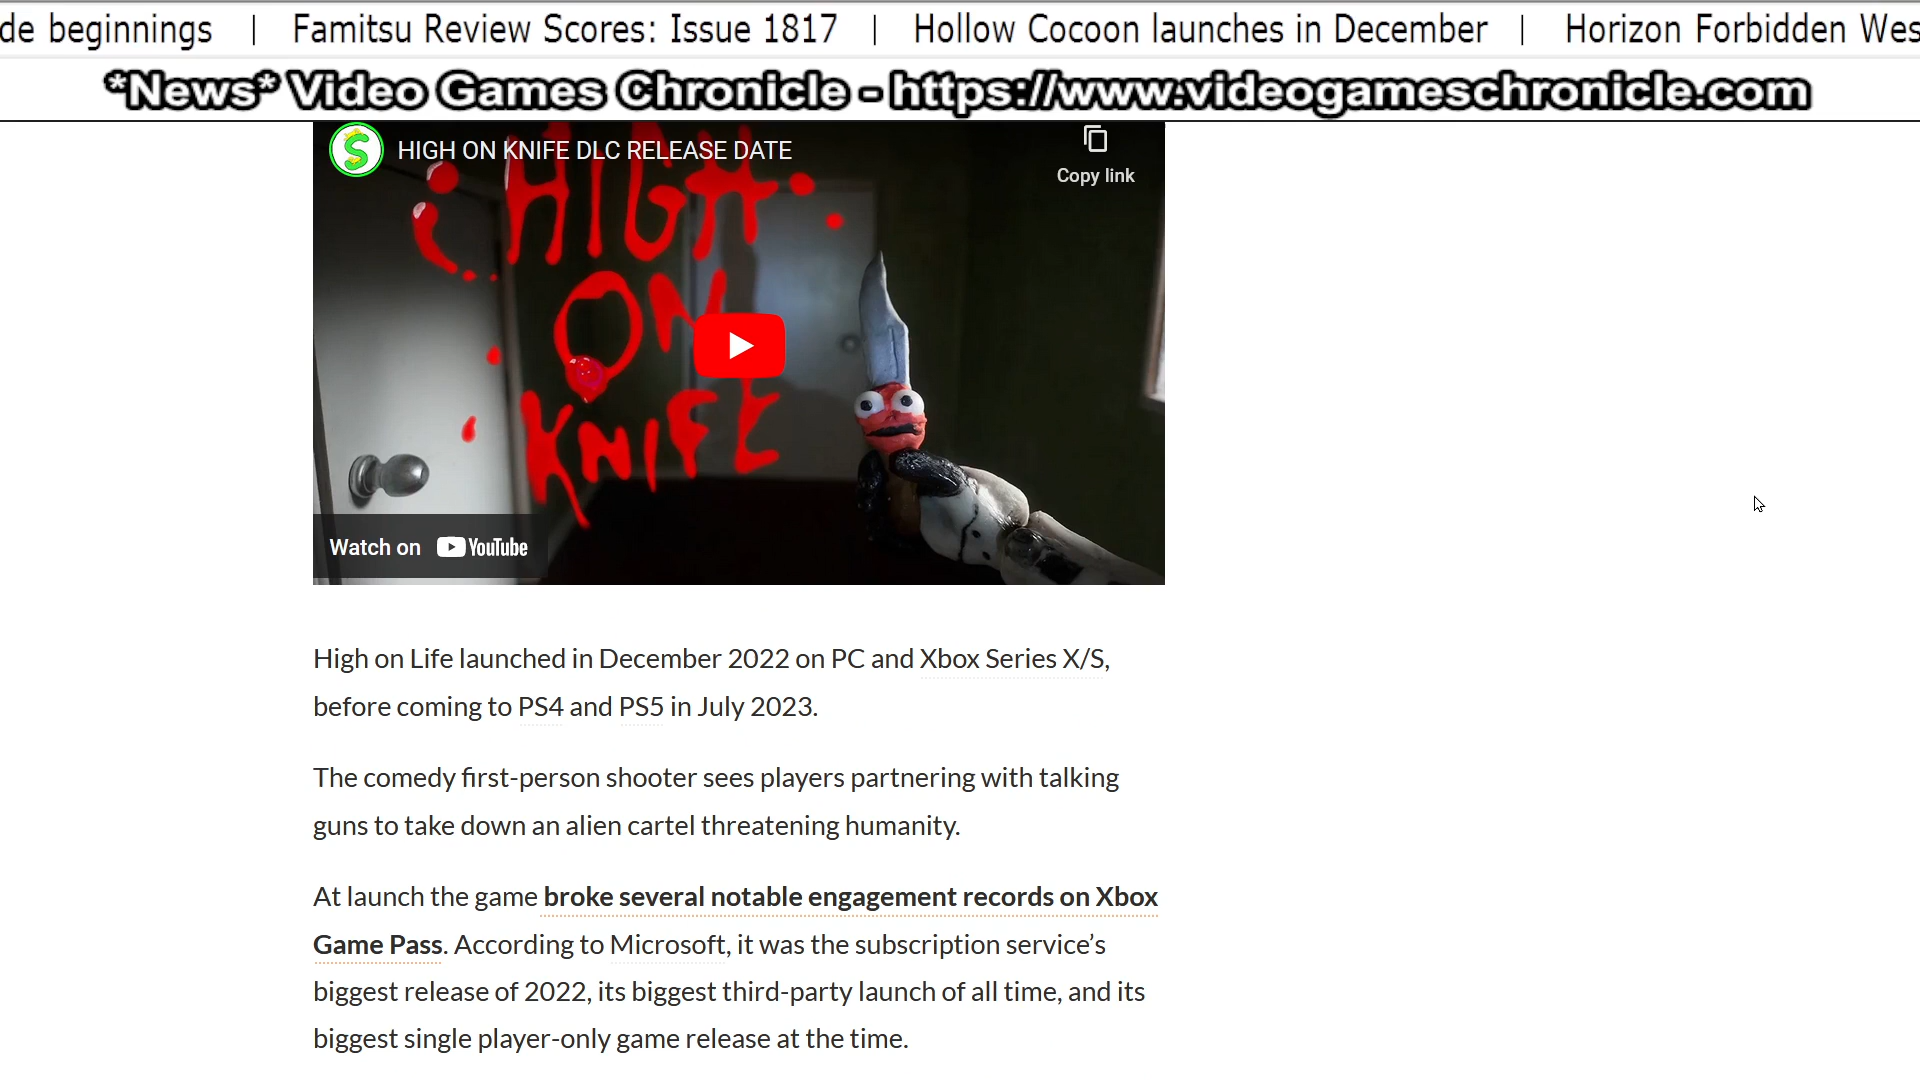 de beginnings | Famitsu Review Scores: Issue 1817 | Hollow Cocoon launches in December | Horizon Forbidden Wes
*News* Video Games Chronicle - https://www.videogameschronicle.com
HIGH ON KNIFE DLC RELEASE DATE
Copy link
HIGH
ON
KNIFE
Watch on YouTube
High on Life launched in December 2022 on PC and Xbox Series X/S,
before coming to PS4 and PS5 in July 2023.
The comedy first-person shooter sees players partnering with talking
guns to take down an alien cartel threatening humanity.
At launch the game broke several notable engagement records on Xbox
Game Pass. According to Microsoft, it was the subscription service’s
biggest release of 2022, its biggest third-party launch of all time, and its
biggest single player-only game release at the time.